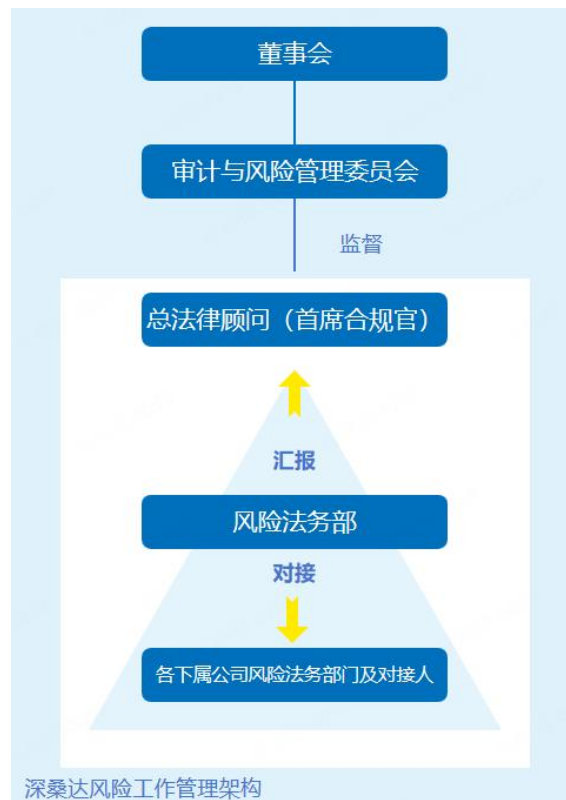 董事会
审计与风险管理委员会
监督
总法律顾问（首席合规官）
汇报
风险法务部
对接
各下属公司风险法务部门及对接人
深桑达风险工作管理架构